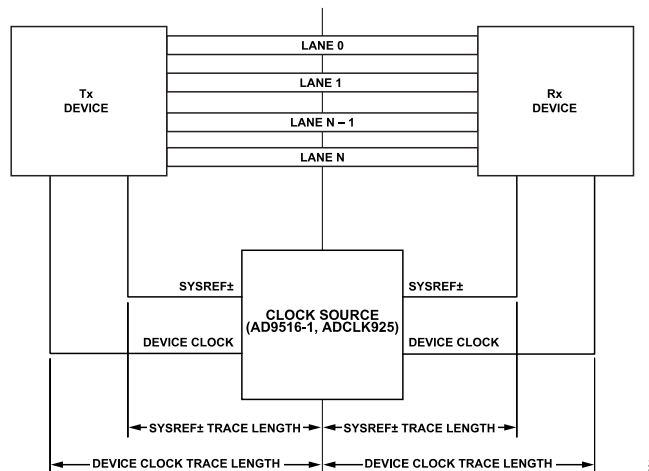 LANE 0
LANE 1
LANE N – 1
LANE N
Tx
DEVICE
Rx
DEVICE
SYSREF±
SYSREF±
CLOCK SOURCE
(AD9516-1, ADCLK925)
DEVICE CLOCK
DEVICE CLOCK
SYSREF± TRACE LENGTH
SYSREF± TRACE LENGTH
DEVICE CLOCK TRACE LENGTH
DEVICE CLOCK TRACE LENGTH